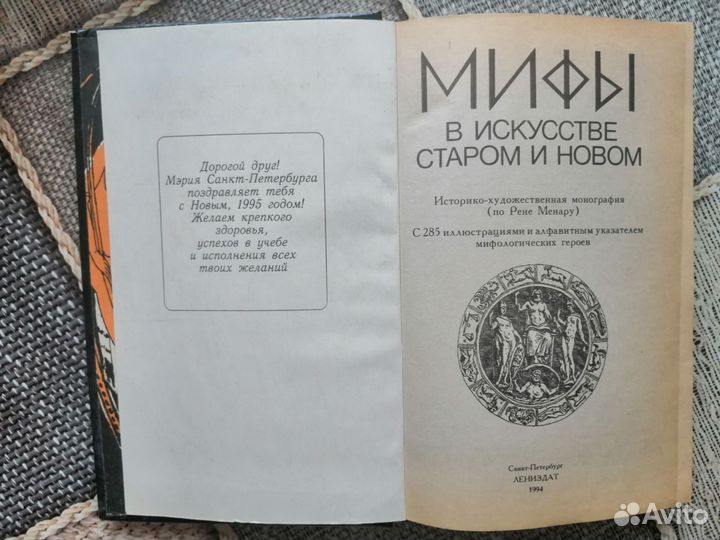 Дорогой друг!
Мэрия Санкт-Петербурга
поздравляет тебя
с Новым, 1995 годом!
Желаем крепкого
здоровья,
успехов в учебе
и исполнения всех
твоих желаний
МИФЫ
В ИСКУССТВЕ
СТАРОМ И НОВОМ
Историко-художественная монография
(по Рене Менару)
С 285 иллюстрациями и алфавитным указателем
мифологических героев
Санкт-Петербург
ЛЕНИЗДАТ
1994
Avito